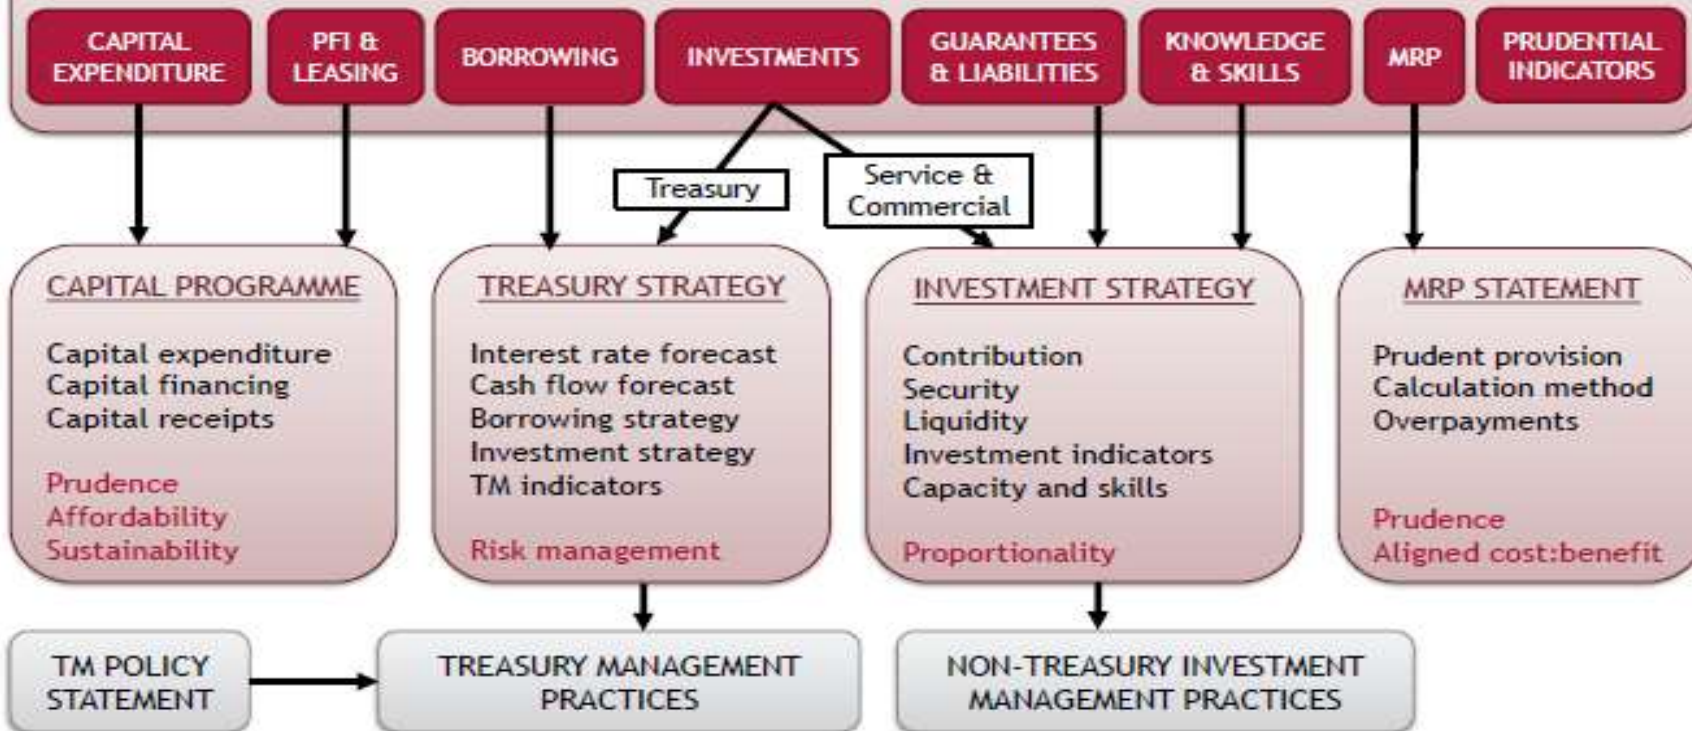 CAPITAL
EXPENDITURE
PFI &
LEASING
BORROWING
INVESTMENTS
GUARANTEES
& LIABILITIES
KNOWLEDGE
& SKILLS
MRP
PRUDENTIAL
INDICATORS
Treasury
Service &
Commercial
CAPITAL PROGRAMME
Capital expenditure
Capital financing
Capital receipts
Prudence
Affordability
Sustainability
TREASURY STRATEGY
Interest rate forecast
Cash flow forecast
Borrowing strategy
Investment strategy
TM indicators
Risk management
INVESTMENT STRATEGY
Contribution
Security
Liquidity
Investment indicators
Capacity and skills
Proportionality
MRP STATEMENT
Prudent provision
Calculation method
Overpayments
Prudence
Aligned cost:benefit
TM POLICY
STATEMENT
TREASURY MANAGEMENT
PRACTICES
NON-TREASURY INVESTMENT
MANAGEMENT PRACTICES